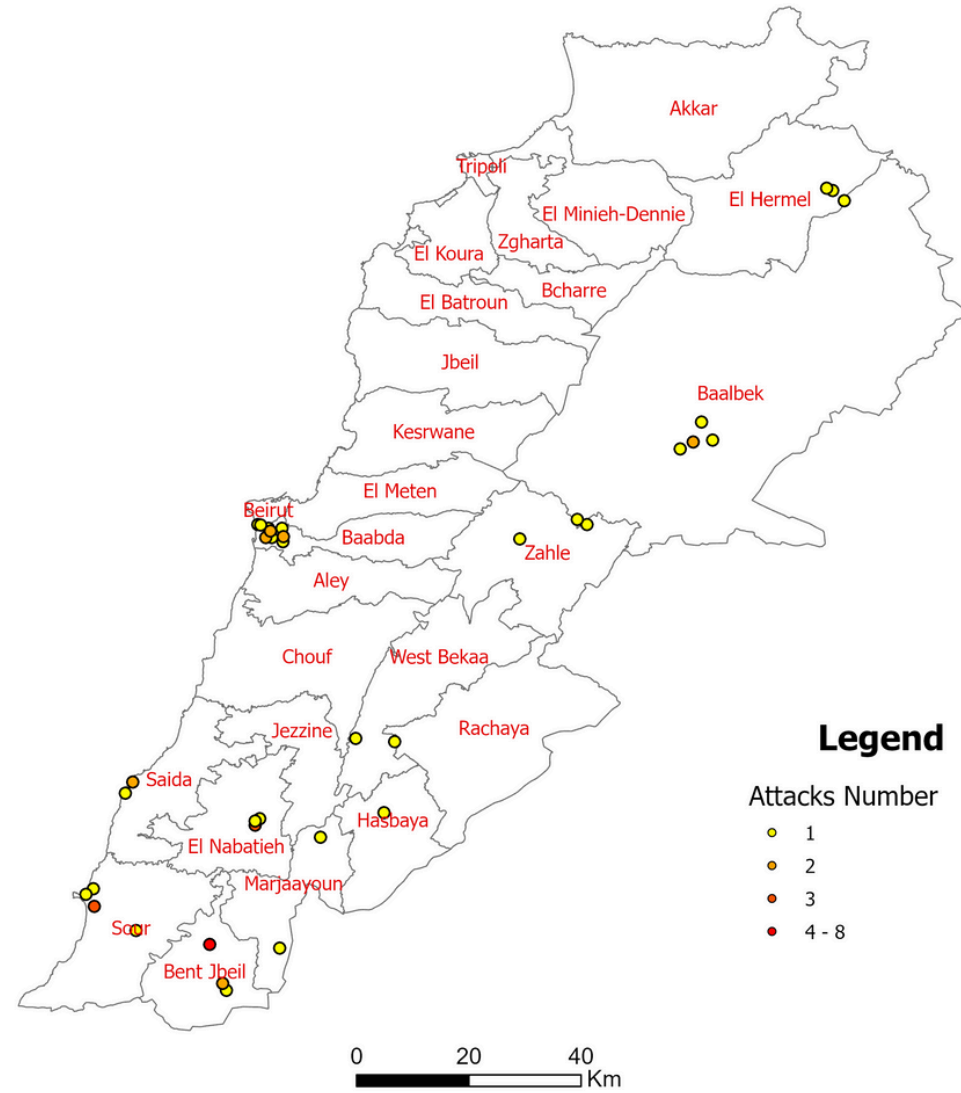 Akkar
Tripoli
El Hermel
El Minieh-Dennie
Zgharta
El Koura
Bcharre
El Batroun
Jbeil
Baalbek
Kesrwane
El Meten
Beirut
Baabda
Zahle
Aley
Chouf
West Bekaa
Rachaya
Jezzine
Saida
Hasbaya
El Nabatieh
Marjaayoun
Sour
Bent Jbeil
Legend
Attacks Number
1
2
3
4 - 8
0 20 40
Km